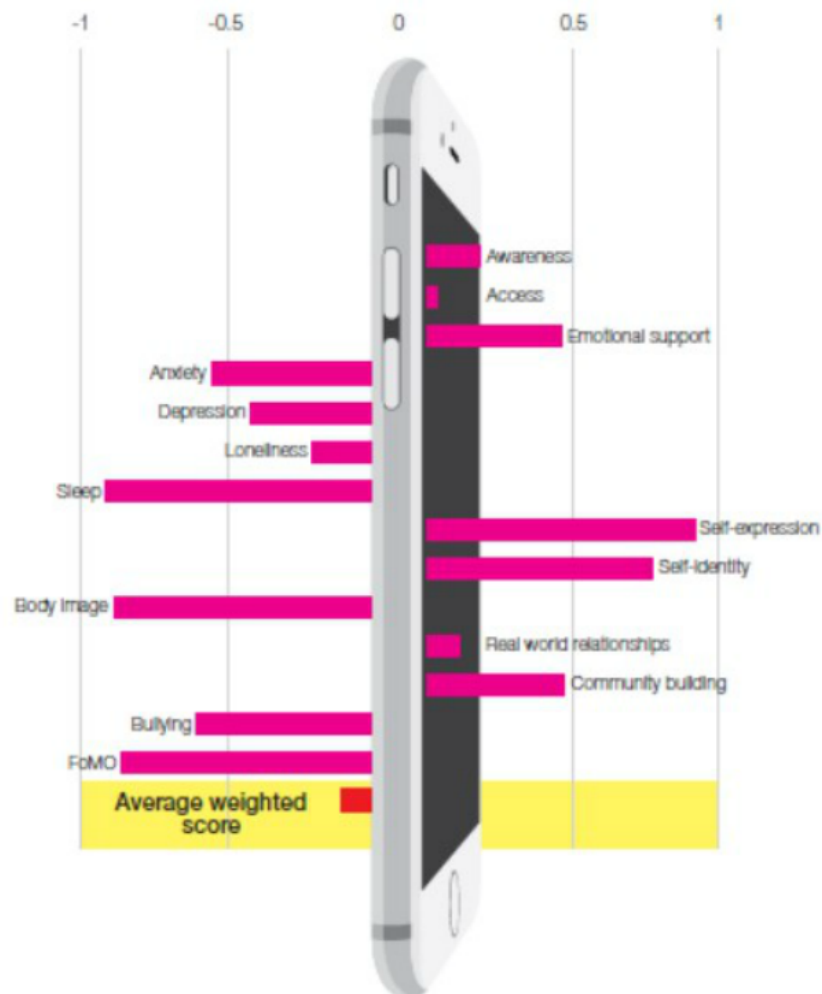 -1 -0.5 0 0.5 1
Awareness
Access
Emotional support
Anxiety
Depression
Loneliness
Sleep
Self-expression
Self-identity
Body image
Real world relationships
Community building
Bullying
FoMO
Average weighted
score